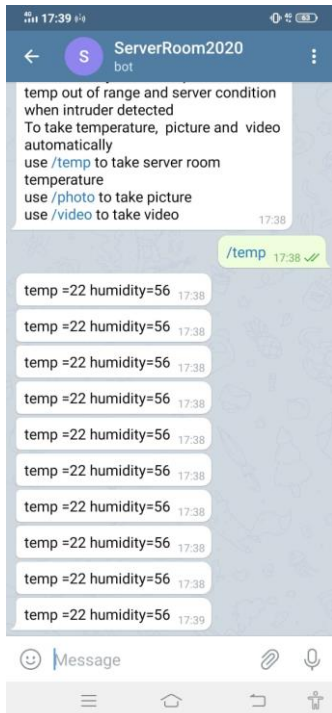 17:39
63
S
ServerRoom2020
bot
temp out of range and server condition
when intruder detected
To take temperature, picture and video
automatically
use /temp to take server room
temperature
use /photo to take picture
use /video to take video 17:38
/temp 17:38
temp =22 humidity=56 17:38
temp =22 humidity=56 17:38
temp =22 humidity=56 17:38
temp =22 humidity=56 17:38
temp =22 humidity=56 17:38
temp =22 humidity=56 17:38
temp =22 humidity=56 17:38
temp =22 humidity=56 17:38
temp =22 humidity=56 17:38
temp =22 humidity=56 17:39
Message